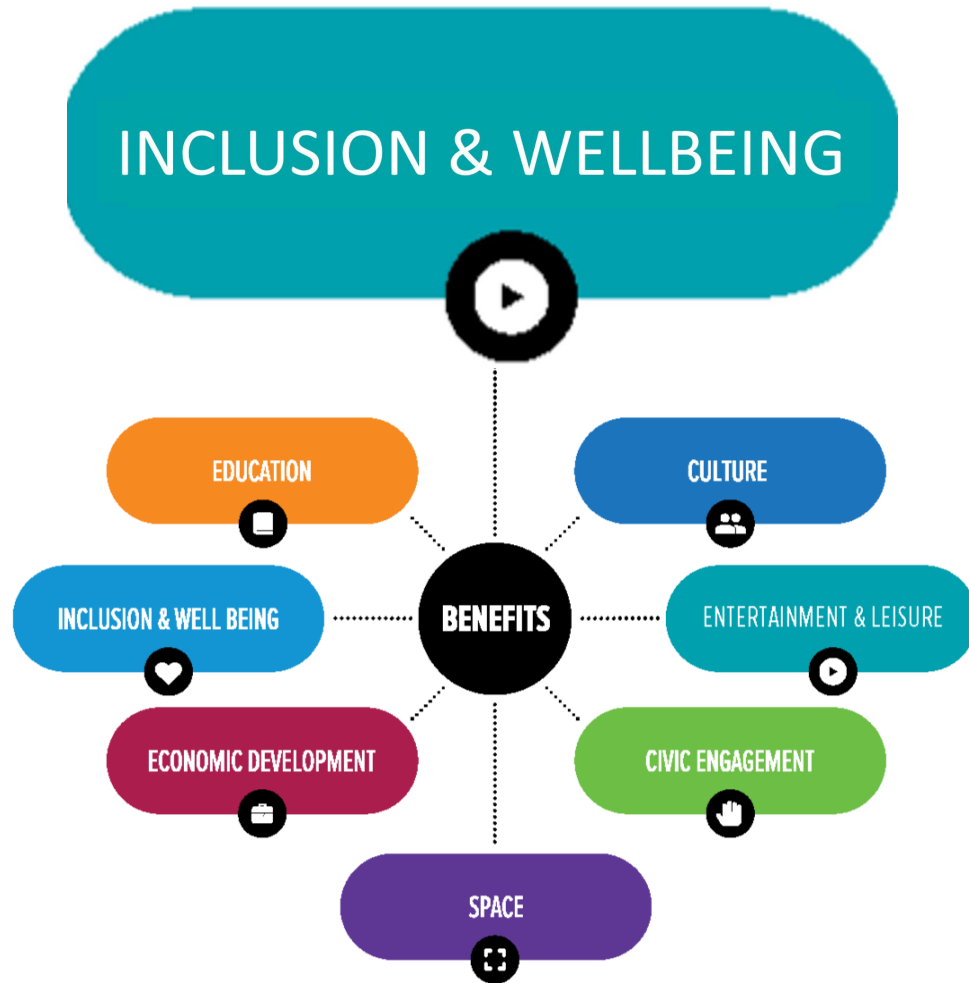 INCLUSION & WELLBEING
EDUCATION
CULTURE
INCLUSION & WELL BEING
BENEFITS
ENTERTAINMENT & LEISURE
ECONOMIC DEVELOPMENT
CIVIC ENGAGEMENT
SPACE